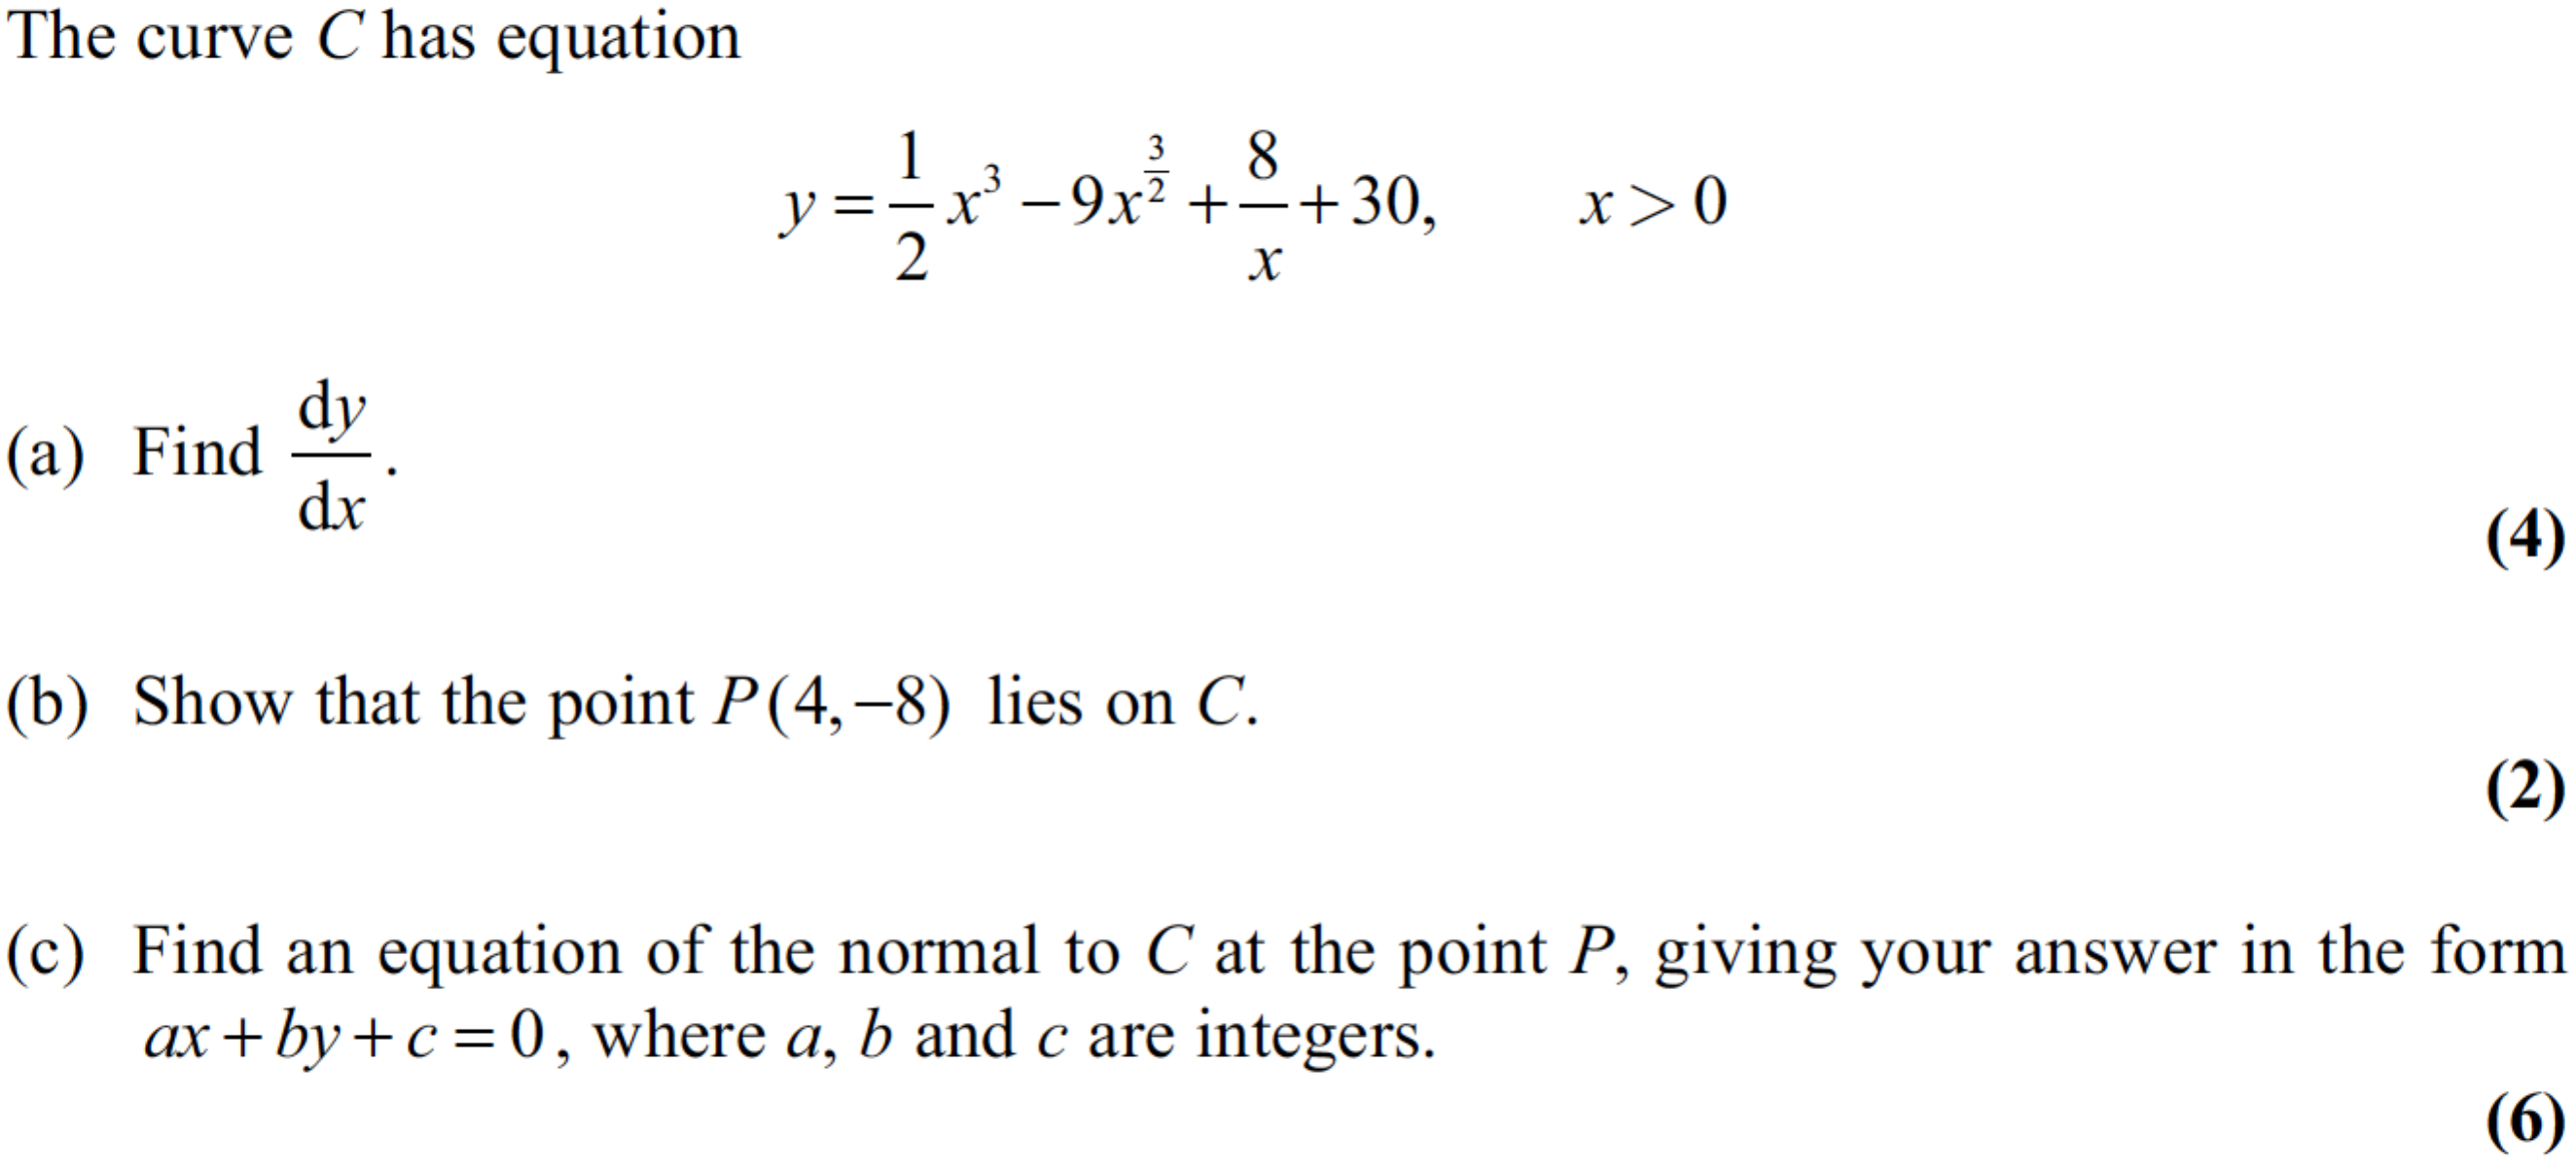 The curve C has equation
y = \frac{1}{2}x^3 - 9x^{\frac{3}{2}} + \frac{8}{x} + 30, x > 0
(a) Find \frac{dy}{dx}.
(4)
(b) Show that the point P(4, –8) lies on C.
(2)
(c) Find an equation of the normal to C at the point P, giving your answer in the form
ax + by + c = 0, where a, b and c are integers.
(6)